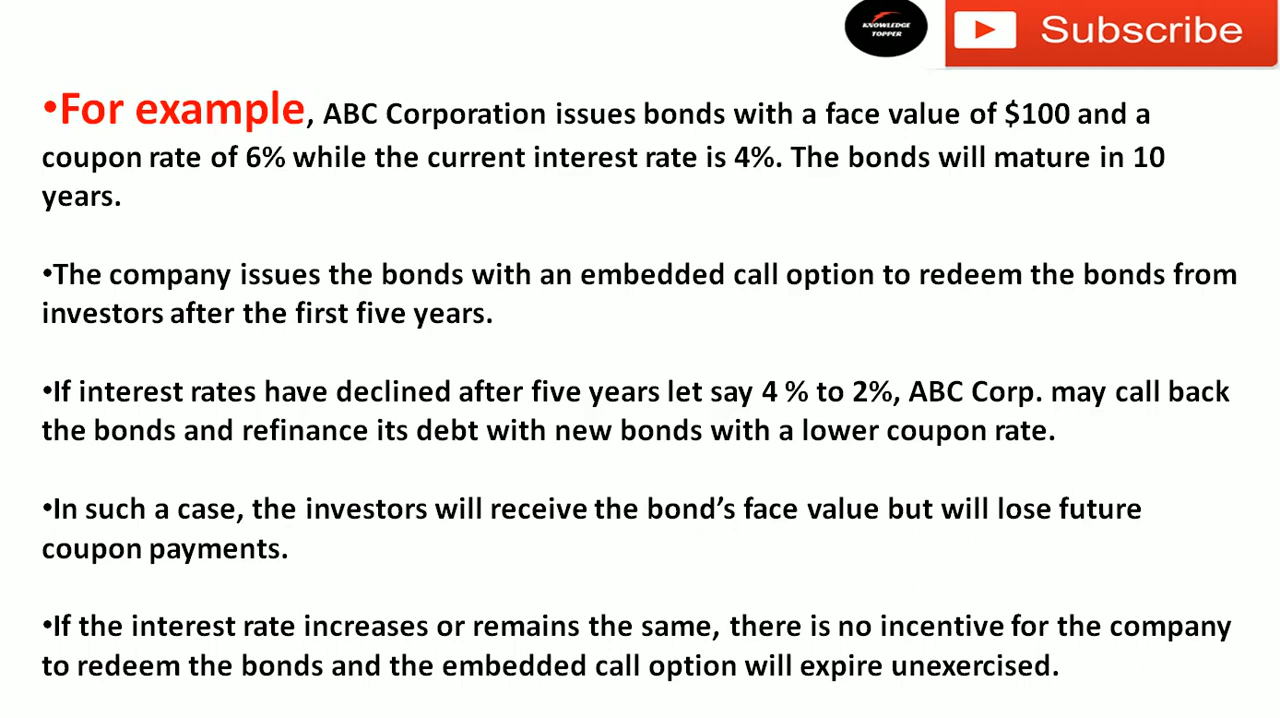 KNOWLEDGE
TOPPER
Subscribe
•For example, ABC Corporation issues bonds with a face value of $100 and a
coupon rate of 6% while the current interest rate is 4%. The bonds will mature in 10
years.
•The company issues the bonds with an embedded call option to redeem the bonds from
investors after the first five years.
•If interest rates have declined after five years let say 4 % to 2%, ABC Corp. may call back
the bonds and refinance its debt with new bonds with a lower coupon rate.
•In such a case, the investors will receive the bond’s face value but will lose future
coupon payments.
•If the interest rate increases or remains the same, there is no incentive for the company
to redeem the bonds and the embedded call option will expire unexercised.